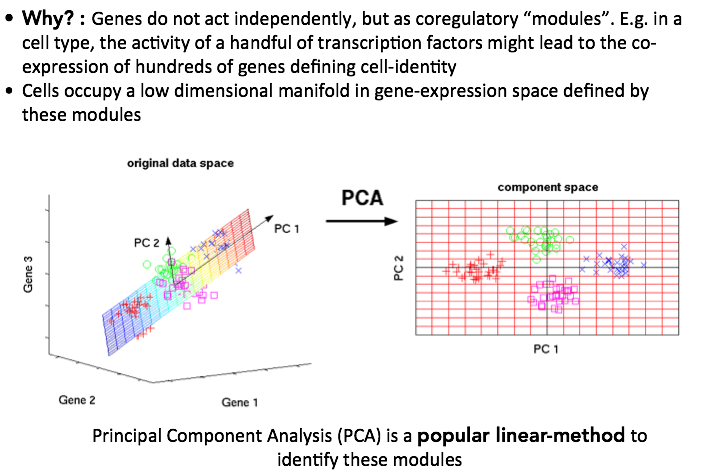 • Why? : Genes do not act independently, but as coregulatory “modules”. E.g. in a
cell type, the activity of a handful of transcription factors might lead to the co-
expression of hundreds of genes defining cell-identity
• Cells occupy a low dimensional manifold in gene-expression space defined by
these modules
original data space
PCA
component space
PC 1
PC 2
Gene 3
PC 2
PC 1
Gene 2
Gene 1
Principal Component Analysis (PCA) is a popular linear-method to
identify these modules